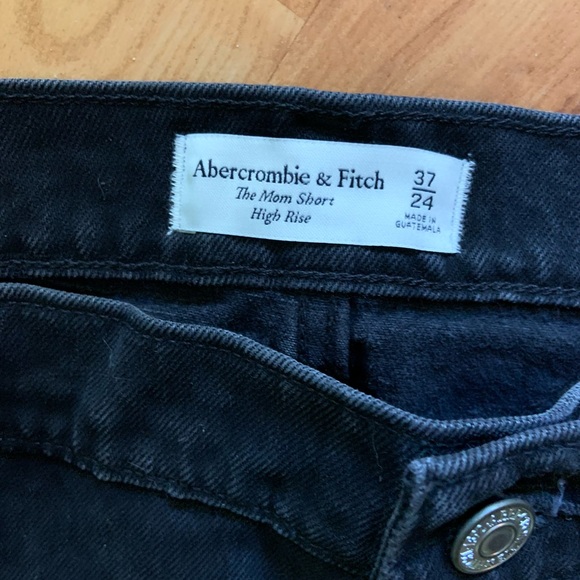 Abercrombie & Fitch
The Mom Short
High Rise
37
24
MADE IN
GUATEMALA